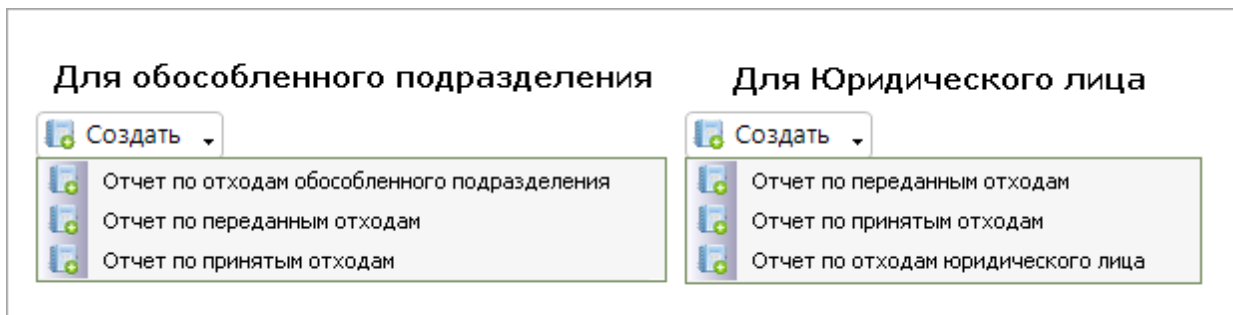 Для обособленного подразделения
Создать
Отчет по отходам обособленного подразделения
Отчет по переданным отходам
Отчет по принятым отходам
Для Юридического лица
Создать
Отчет по переданным отходам
Отчет по принятым отходам
Отчет по отходам юридического лица